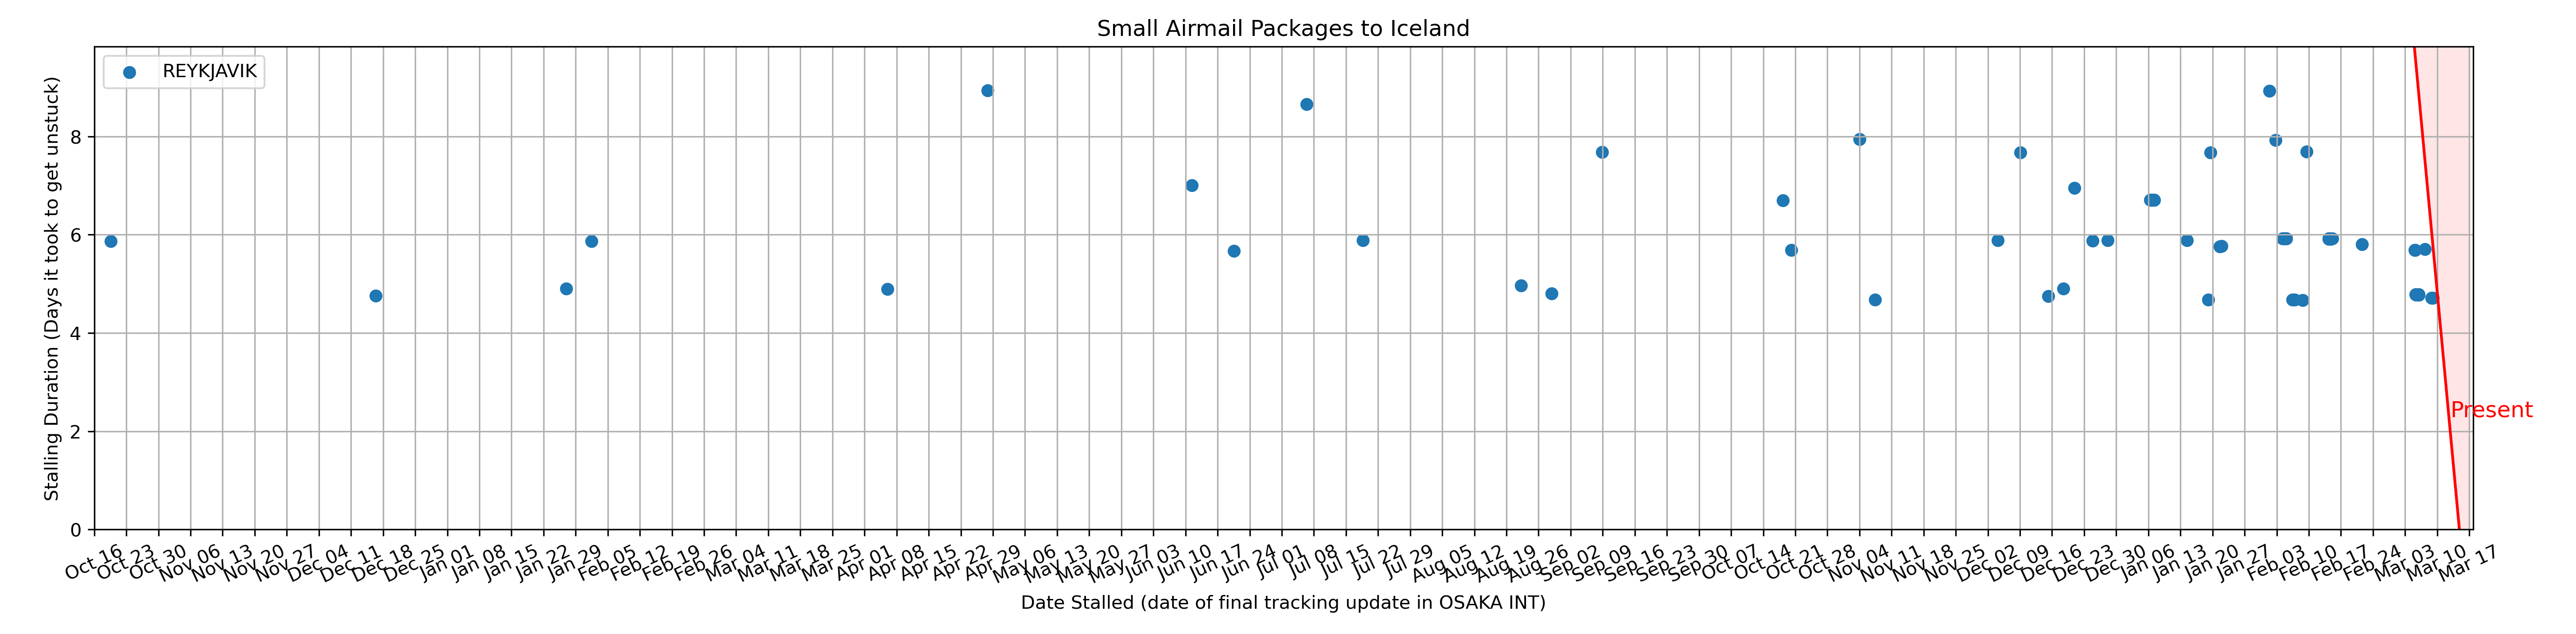 Small Airmail Packages to Iceland
REYKJAVIK
Stalling Duration (Days it took to get unstuck)
8
6
4
2
0
Present
Oct 16
Oct 23
Oct 30
Nov 06
Nov 13
Nov 20
Nov 27
Dec 04
Dec 11
Dec 18
Dec 25
Jan 01
Jan 08
Jan 15
Jan 22
Jan 29
Feb 05
Feb 12
Feb 19
Feb 26
Mar 04
Mar 11
Mar 18
Mar 25
Apr 01
Apr 08
Apr 15
Apr 22
Apr 29
May 06
May 13
May 20
May 27
Jun 03
Jun 10
Jun 17
Jun 24
Jul 01
Jul 08
Jul 15
Jul 22
Jul 29
Aug 05
Aug 12
Aug 19
Aug 26
Sep 02
Sep 09
Sep 16
Sep 23
Sep 30
Oct 07
Oct 14
Oct 21
Oct 28
Nov 04
Nov 11
Nov 18
Nov 25
Dec 02
Dec 09
Dec 16
Dec 23
Dec 30
Jan 06
Jan 13
Jan 20
Jan 27
Feb 03
Feb 10
Feb 17
Feb 24
Mar 03
Mar 10
Mar 17
Date Stalled (date of final tracking update in OSAKA INT)